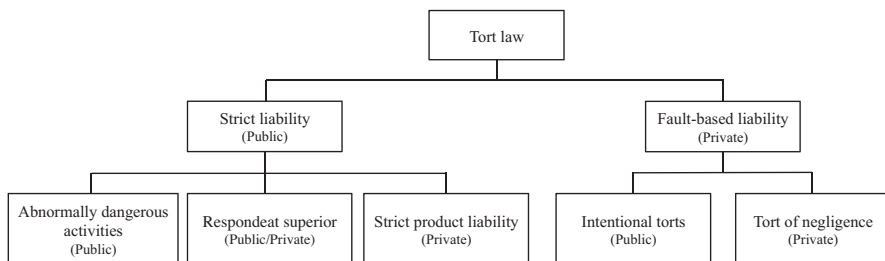 Tort law
Strict liability
(Public)
Fault-based liability
(Private)
Abnormally dangerous
activities
(Public)
Respondeat superior
(Public/Private)
Strict product liability
(Private)
Intentional torts
(Public)
Tort of negligence
(Private)